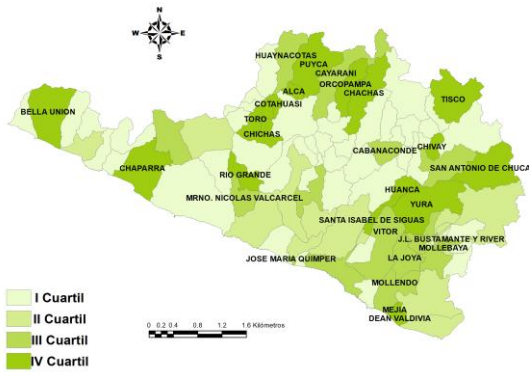 N
W E
S
HUAYNACOTAS
PUYCA
CAYARANI
ALCA
ORCOPAMPA
CHACHAS
COTAHUASI
TISCO
BELLA UNION
TORO
CHICHAS
CABANACONDE
CHIVAY
CHAPARRA
RIO GRANDE
SAN ANTONIO DE CHUCA
HUANCA
MRNO. NICOLAS VALCARCEL
YURA
SANTA ISABEL DE SIGUAS
VITOR
J.L. BUSTAMANTE Y RIVER
MOLLEBAYA
JOSE MARIA QUIMPER
LA JOYA
MOLLENDO
MEJIA
DEAN VALDIVIA
I Cuartil
II Cuartil
III Cuartil
IV Cuartil
0 0.2 0.4 0.8 1.2 1.6 Kilómetros